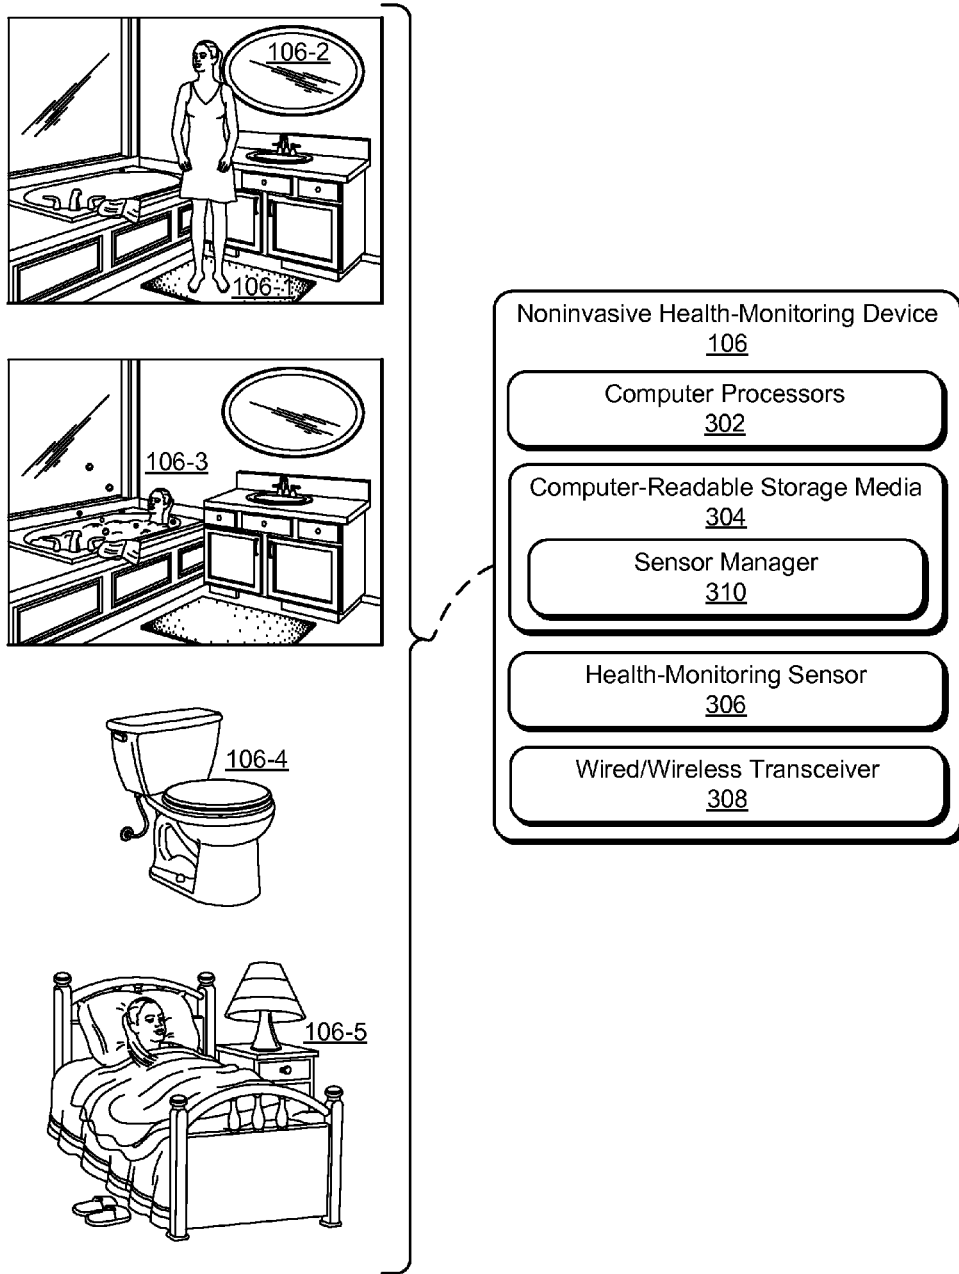 106-2
106-1
106-3
106-4
106-5
Noninvasive Health-Monitoring Device
106
Computer Processors
302
Computer-Readable Storage Media
304
Sensor Manager
310
Health-Monitoring Sensor
306
Wired/Wireless Transceiver
308